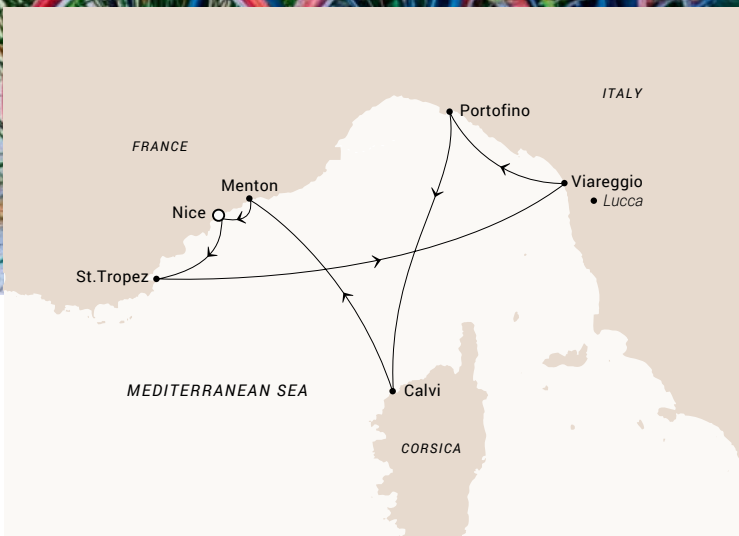 ITALY
Portofino
FRANCE
Menton
Viareggio
Lucca
Nice
St.Tropez
MEDITERRANEAN SEA
Calvi
CORSICA